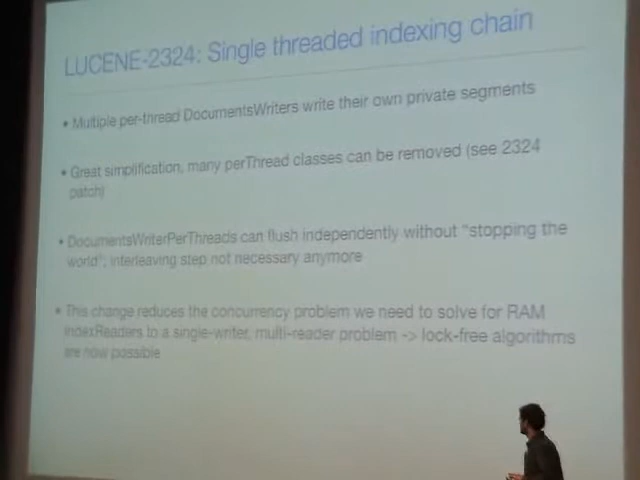 LUCENE-2324: Single threaded indexing chain
• Multiple per-thread DocumentsWriters write their own private segments
• Great simplification, many perThread classes can be removed (see 2324
patch)
• DocumentsWriterPerThreads can flush independently without "stopping the
world"; interleaving step not necessary anymore
• This change reduces the concurrency problem we need to solve for RAM
IndexReaders to a single-writer, multi-reader problem -> lock-free algorithms
are now possible